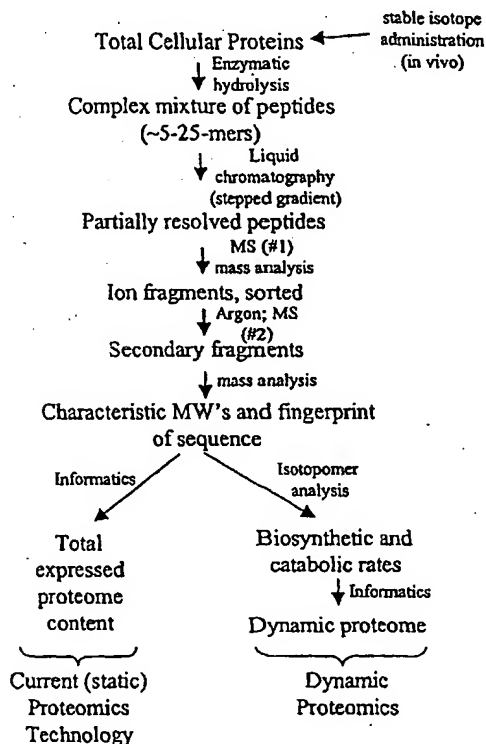 stable isotope
administration
(in vivo)
Total Cellular Proteins
Enzymatic
hydrolysis
Complex mixture of peptides
(~5-25-mers)
Liquid
chromatography
(stepped gradient)
Partially resolved peptides
MS (#1)
mass analysis
Ion fragments, sorted
Argon; MS
(#2)
Secondary fragments
mass analysis
Characteristic MW's and fingerprint
of sequence
Informatics
Isotopomer
analysis
Total
expressed
proteome
content
Biosynthetic and
catabolic rates
Informatics
Dynamic proteome
Current (static)
Proteomics
Technology
Dynamic
Proteomics